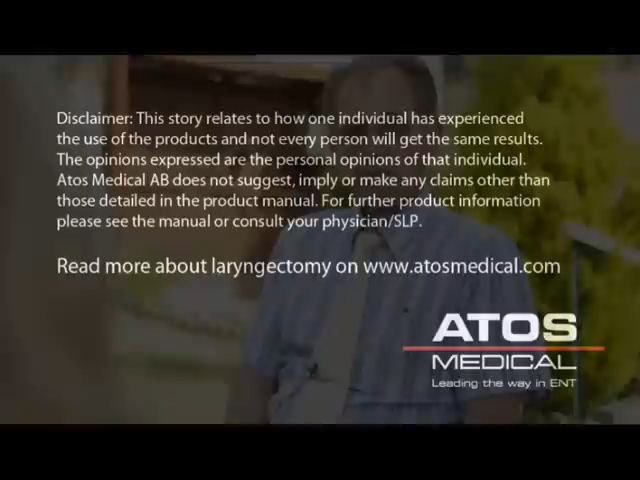 Disclaimer: This story relates to how one individual has experienced
the use of the products and not every person will get the same results.
The opinions expressed are the personal opinions of that individual.
Atos Medical AB does not suggest, imply or make any claims other than
those detailed in the product manual. For further product information
please see the manual or consult your physician/SLP.
Read more about laryngectomy on www.atosmedical.com
ATOS
MEDICAL
Leading the way in ENT